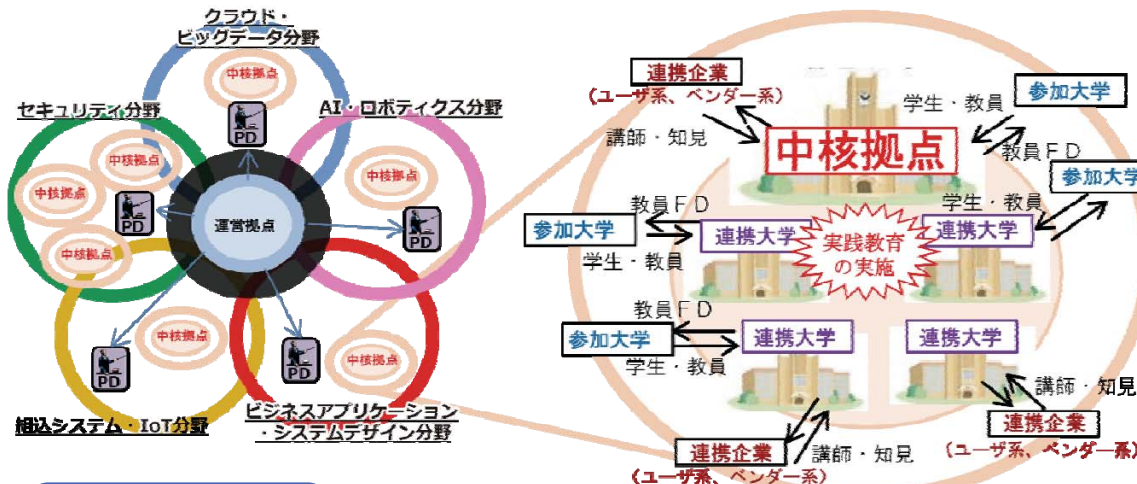 クラウド・
ビッグデータ分野
中核拠点
PD
セキュリティ分野
中核拠点
中核拠点
中核拠点
PD
AI・ロボティクス分野
中核拠点
PD
運営拠点
中核拠点
PD
組込システム・IoT分野
中核拠点
PD
ビジネスアプリケーション
・システムデザイン分野
連携企業
(ユーザ系、ベンダー系)
講師・知見
中核拠点
学生・教員
参加大学
教員FD
参加大学
学生・教員
教員FD
参加大学
学生・教員
連携大学
実践教育
の実施
連携大学
教員FD
参加大学
学生・教員
連携大学
連携大学
講師・知見
連携企業
(ユーザ系、ベンダー系)
連携企業
(ユーザ系、ベンダー系)
講師・知見